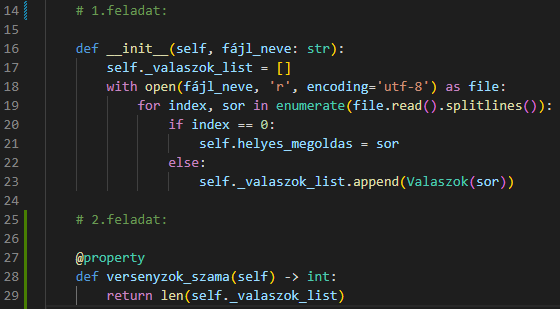 14 # 1.feladat:
15
16 def __init__(self, fájl_neve: str):
17 self._valaszok_list = []
18 with open(fájl_neve, 'r', encoding='utf-8') as file:
19 for index, sor in enumerate(file.read().splitlines()):
20 if index == 0:
21 self.helyes_megoldas = sor
22 else:
23 self._valaszok_list.append(Valaszok(sor))
24
25 # 2.feladat:
26
27 @property
28 def versenyzok_szama(self) -> int:
29 return len(self._valaszok_list)